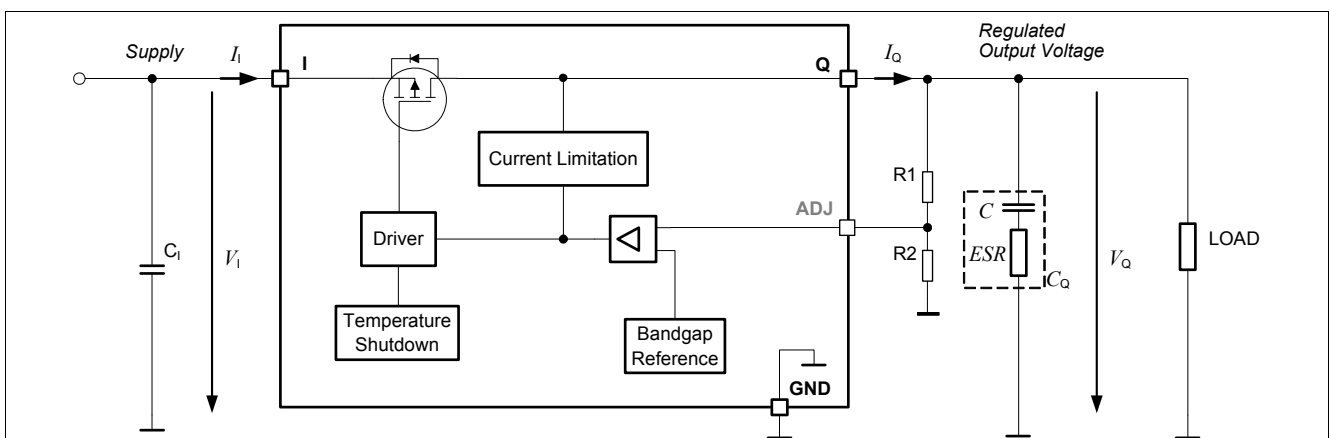 Supply
I_I
I
Q
I_Q
Regulated
Output Voltage
Current Limitation
R1
ADJ
C
Driver
C_I
V_I
R2
ESR
V_Q
LOAD
C_Q
Temperature
Shutdown
Bandgap
Reference
GND